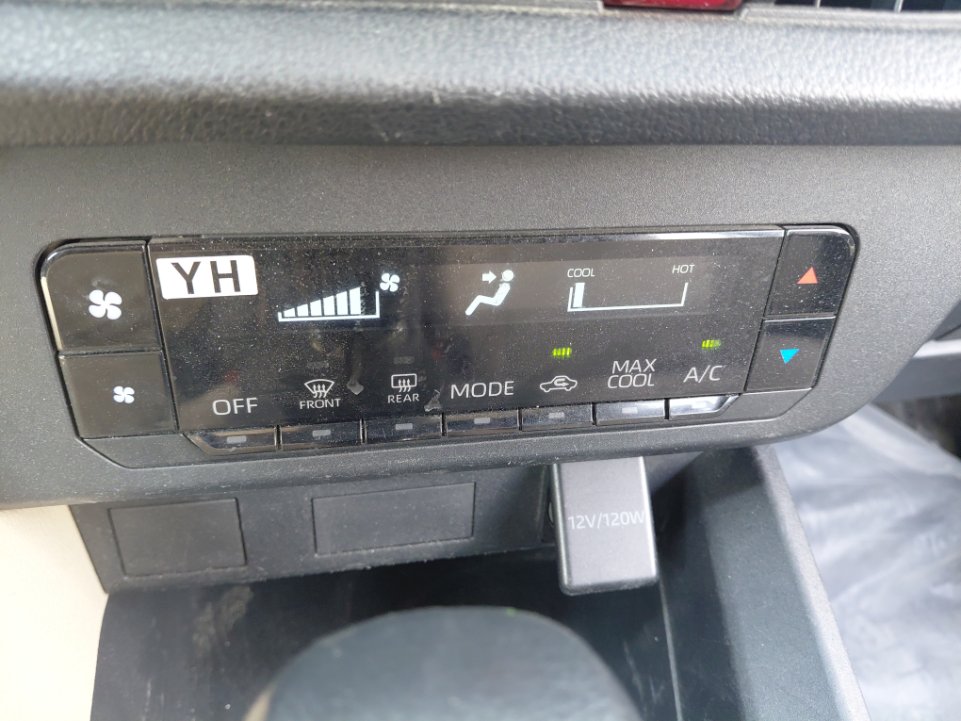 YH
COOL
HOT
OFF
FRONT
REAR
MODE
MAX
COOL
A/C
12V/120W